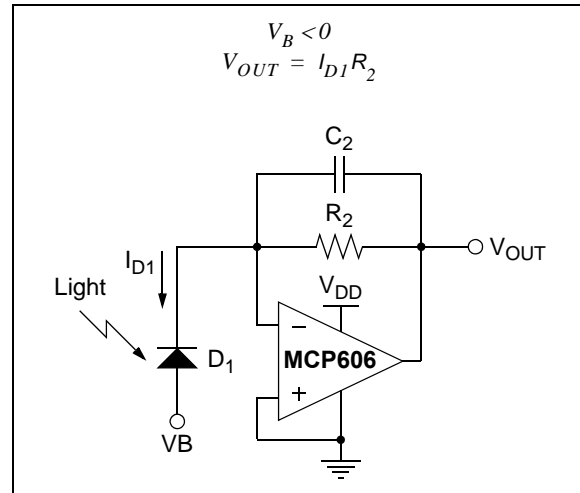 V_B < 0
V_OUT = I_D1 R_2
C_2
R_2
V_OUT
I_D1
V_DD
Light
–
MCP606
D_1
+
VB